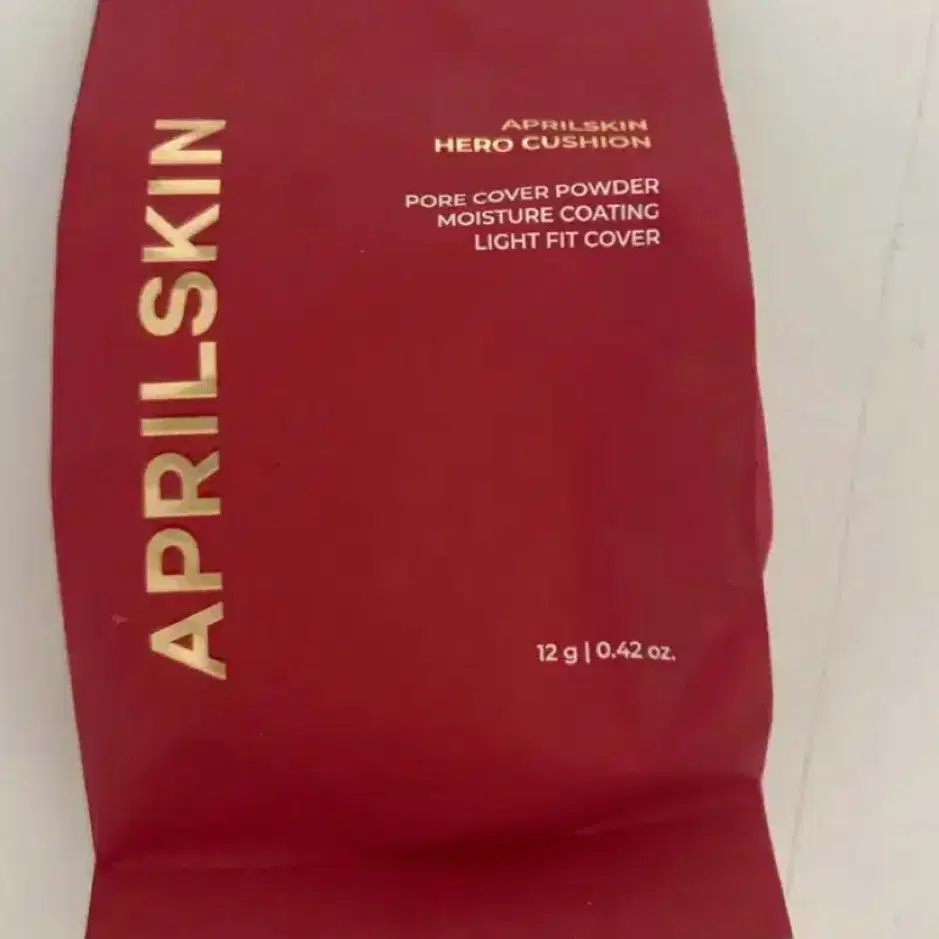 APRILSKIN
APRILSKIN
HERO CUSHION
PORE COVER POWDER
MOISTURE COATING
LIGHT FIT COVER
12 g | 0.42 oz.